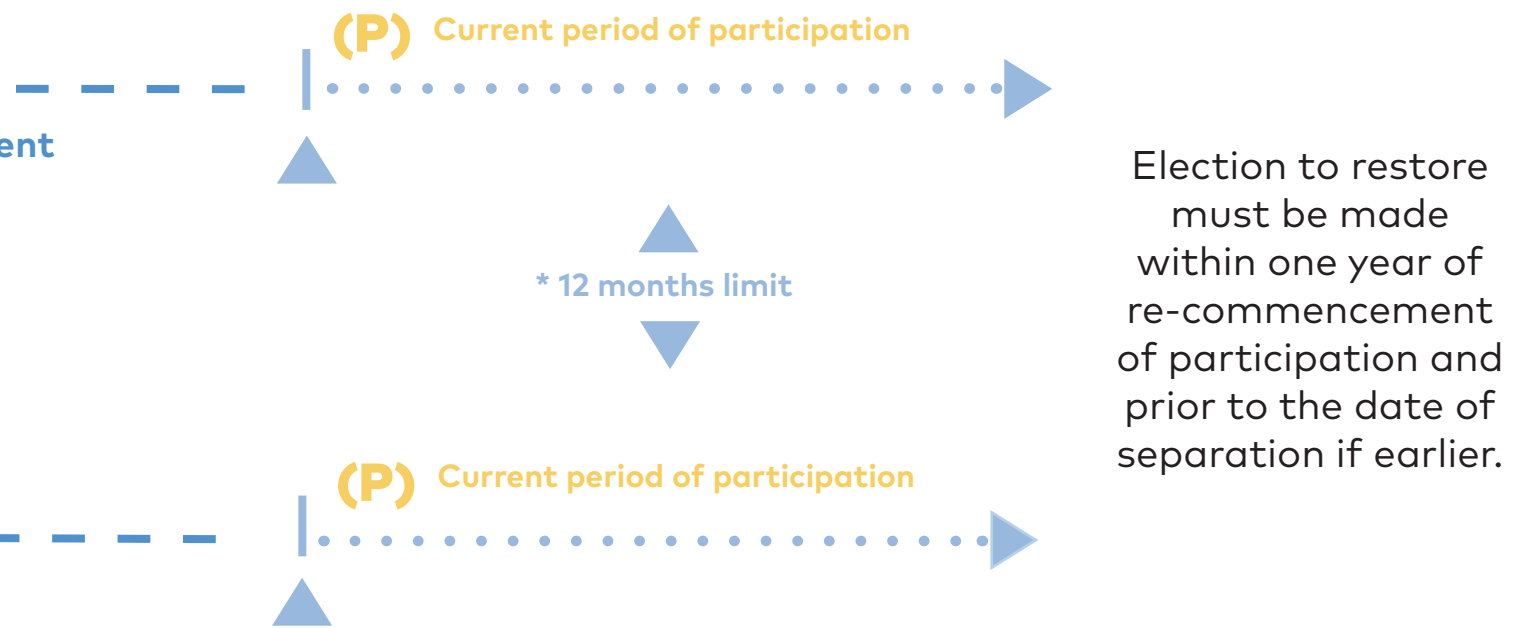 (P) Current period of participation
ent
* 12 months limit
Election to restore
must be made
within one year of
re-commencement
of participation and
prior to the date of
separation if earlier.
(P) Current period of participation